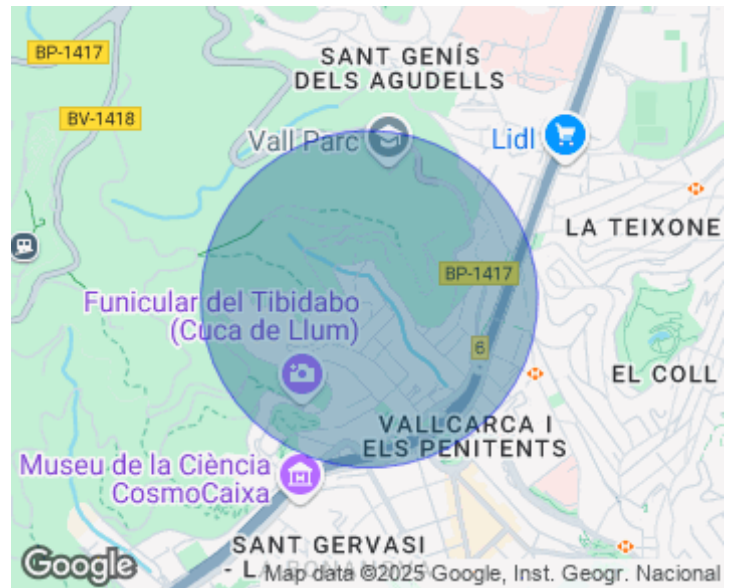 BP-1417
SANT GENÍS
DELS AGUDELLS
BV-1418
Vall Parc
Lidl
LA TEIXONE
BP-1417
Funicular del Tibidabo
(Cuca de Llum)
6
EL COLL
VALLCARCA I
ELS PENITENTS
Museu de la Ciència
CosmoCaixa
SANT GERVASI
- LA BONANOVA
Google
Map data ©2025 Google, Inst. Geogr. Nacional